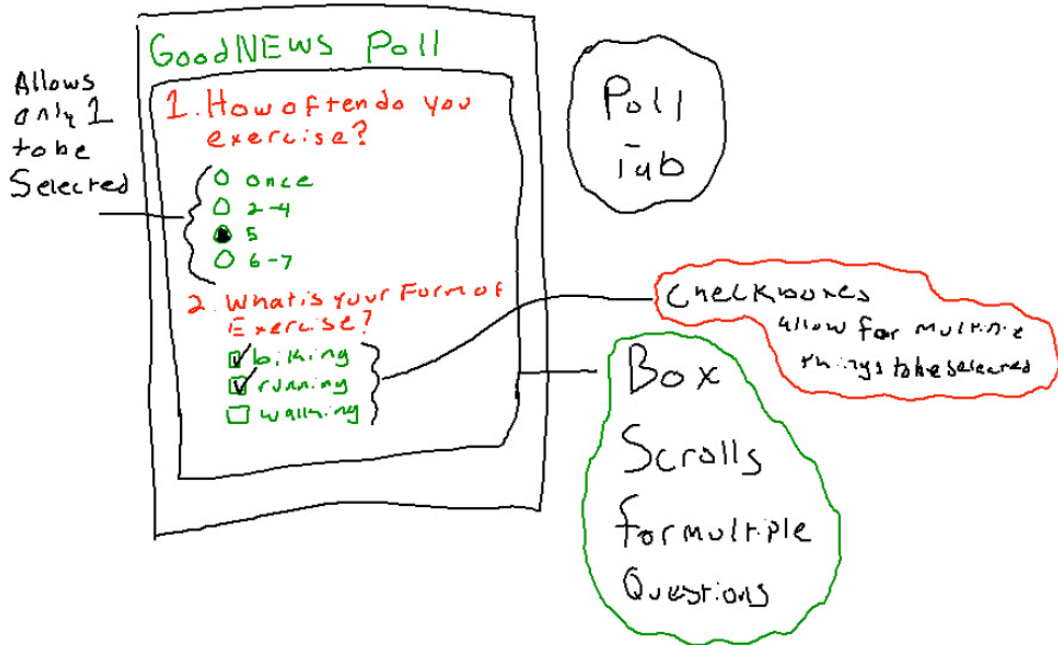 GoodNEWS Poll
Allows
only 1
to be
Selected
1. How often do you
exercise?
once
2-4
5
6-7
2. What is your Form of
Exercise?
biking
running
walking
Poll
Tab
Checkboxes
allow for multiple
things to be selected
Box
Scrolls
for multiple
Questions